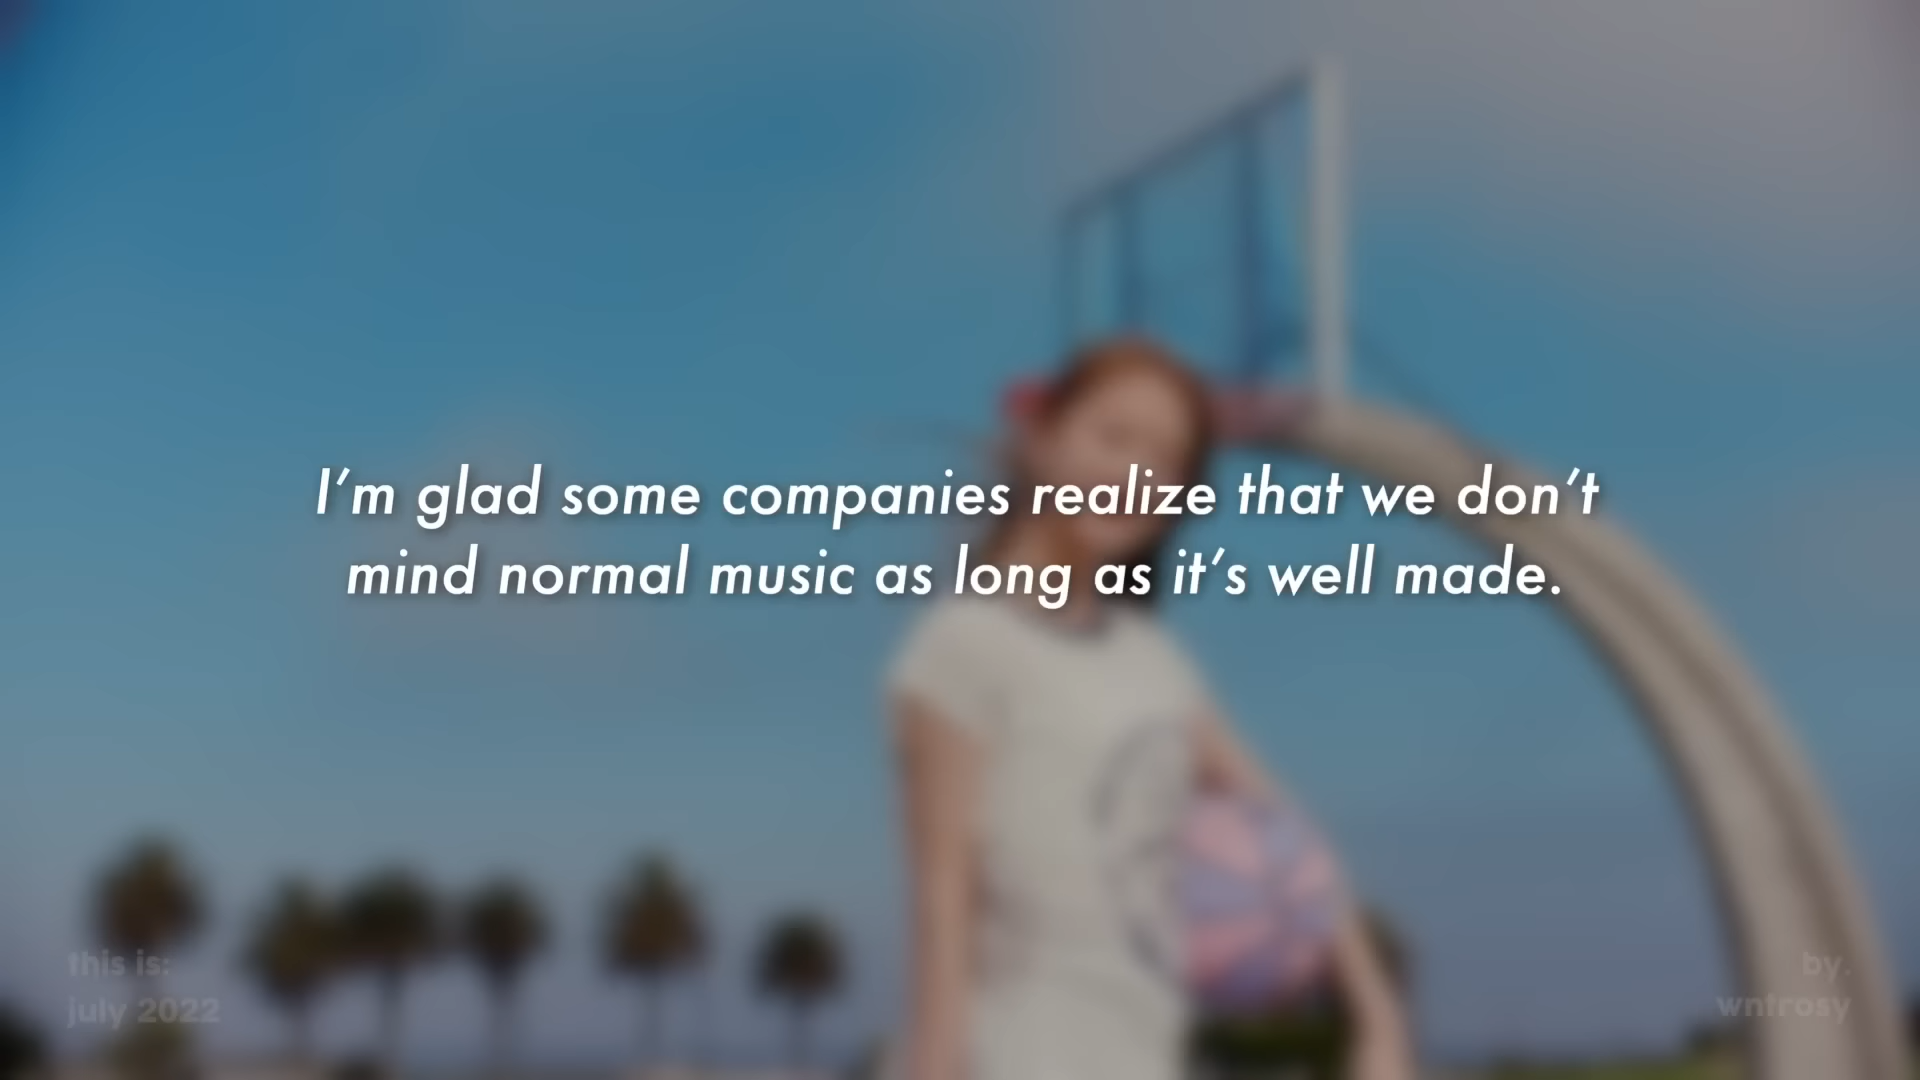 I’m glad some companies realize that we don’t
mind normal music as long as it’s well made.
this is:
july 2022
by.
wntrosy